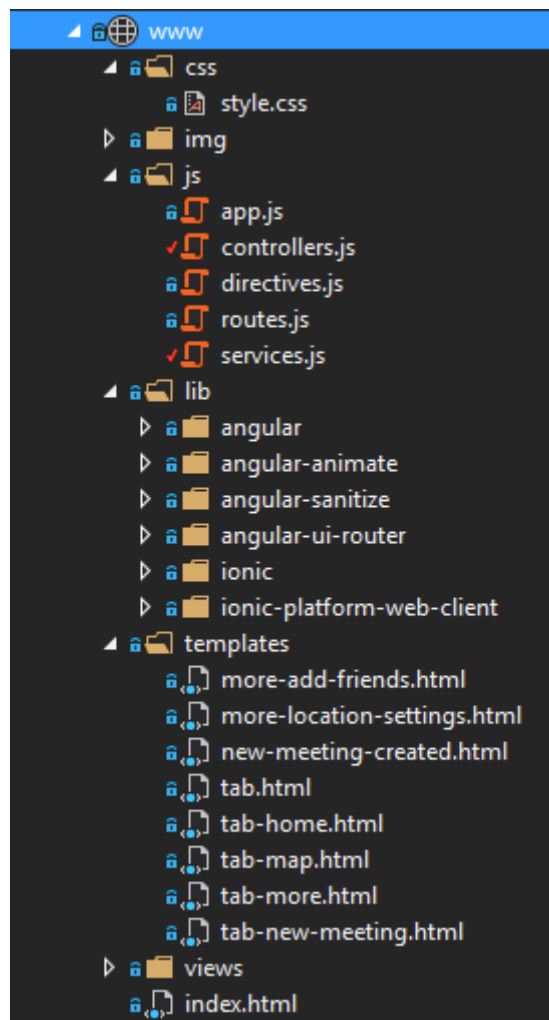 www
css
style.css
img
js
app.js
controllers.js
directives.js
routes.js
services.js
lib
angular
angular-animate
angular-sanitize
angular-ui-router
ionic
ionic-platform-web-client
templates
more-add-friends.html
more-location-settings.html
new-meeting-created.html
tab.html
tab-home.html
tab-map.html
tab-more.html
tab-new-meeting.html
views
index.html